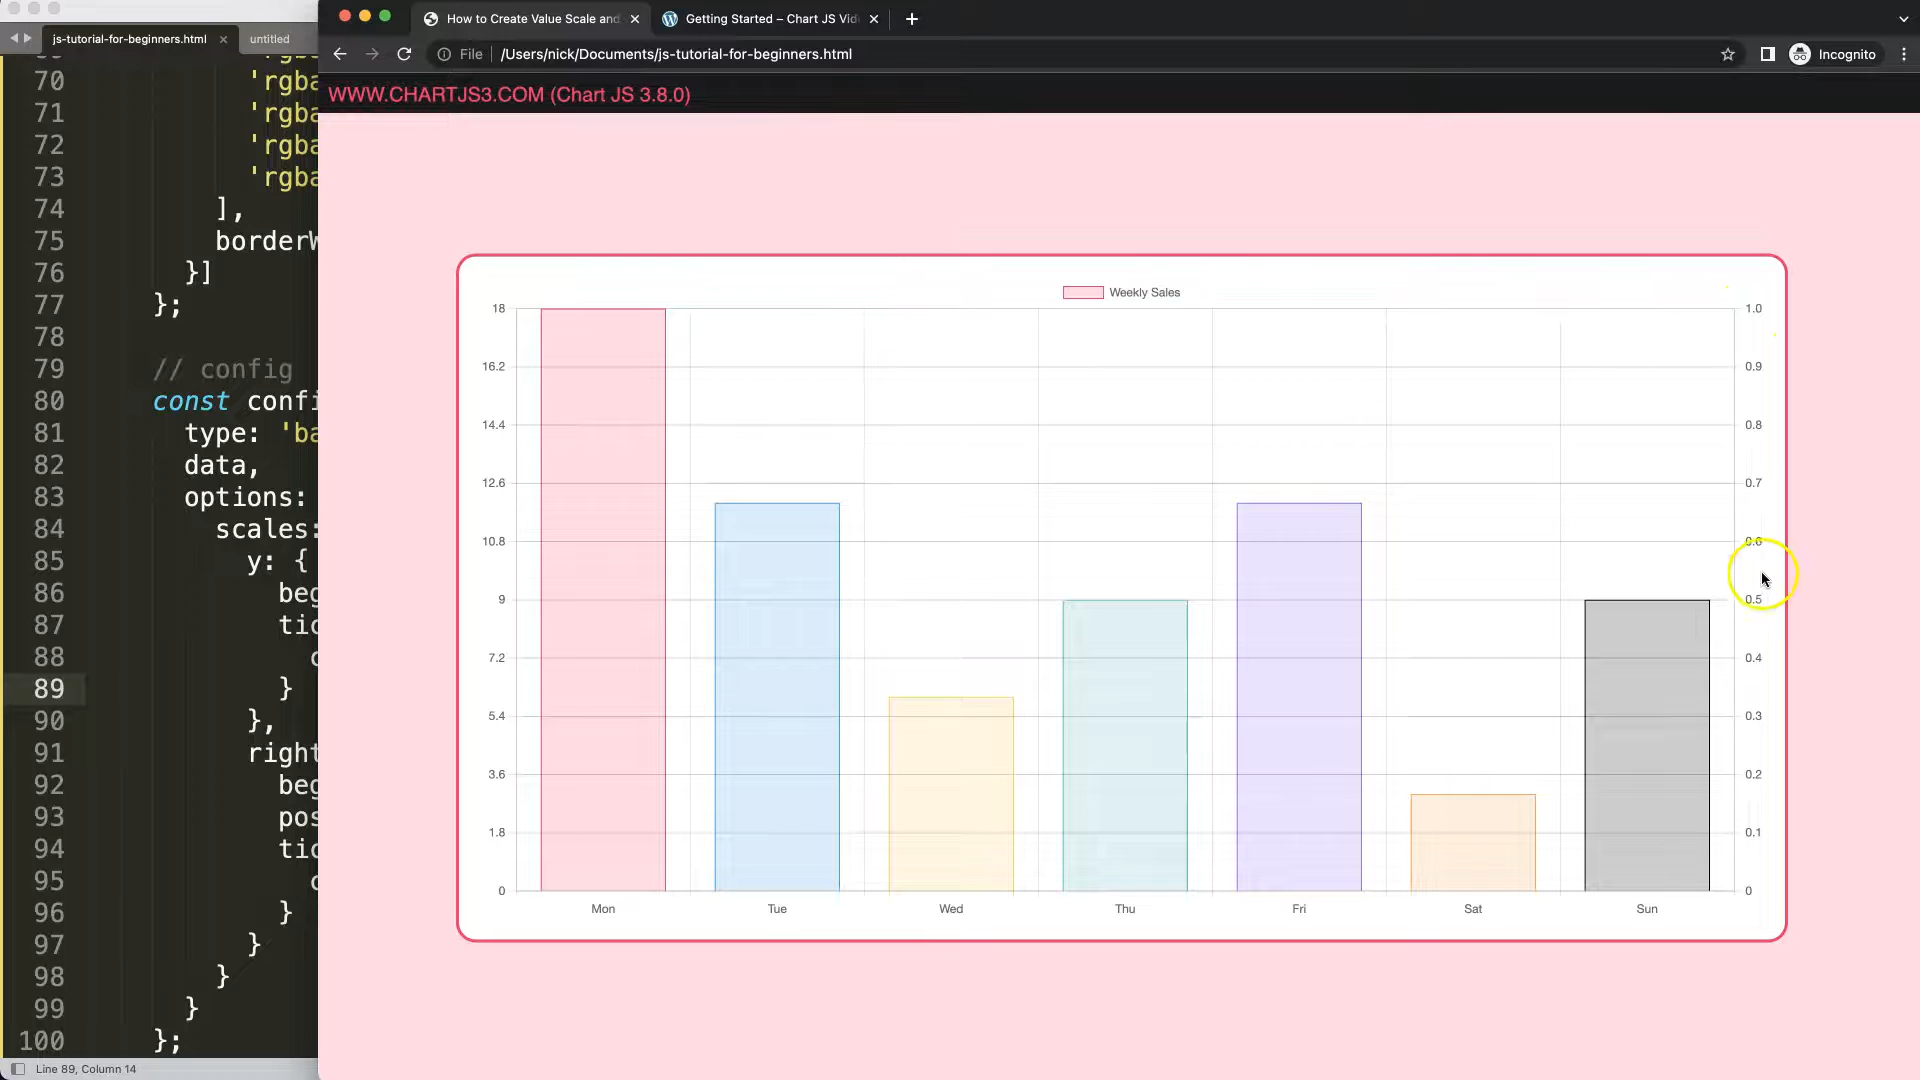 js-tutorial-for-beginners.html
untitled
How to Create Value Scale and
Getting Started – Chart JS Vid
File
/Users/nick/Documents/js-tutorial-for-beginners.html
Incognito
WWW.CHARTJS3.COM (Chart JS 3.8.0)
70 'rgba
71 'rgba
72 'rgba
73 'rgba
74 ],
75 borderW
76 }]
77 };
78
79 // config
80 const confi
81 type: 'ba
82 data,
83 options:
84 scales:
85 y: {
86 beg
87 tic
88 c
89 }
90 },
91 right
92 beg
93 pos
94 tic
95 c
96 }
97 }
98 }
99 }
100 };
Line 89, Column 14
Weekly Sales
18
16.2
14.4
12.6
10.8
9
7.2
5.4
3.6
1.8
0
1.0
0.9
0.8
0.7
0.6
0.5
0.4
0.3
0.2
0.1
0
Mon Tue Wed Thu Fri Sat Sun